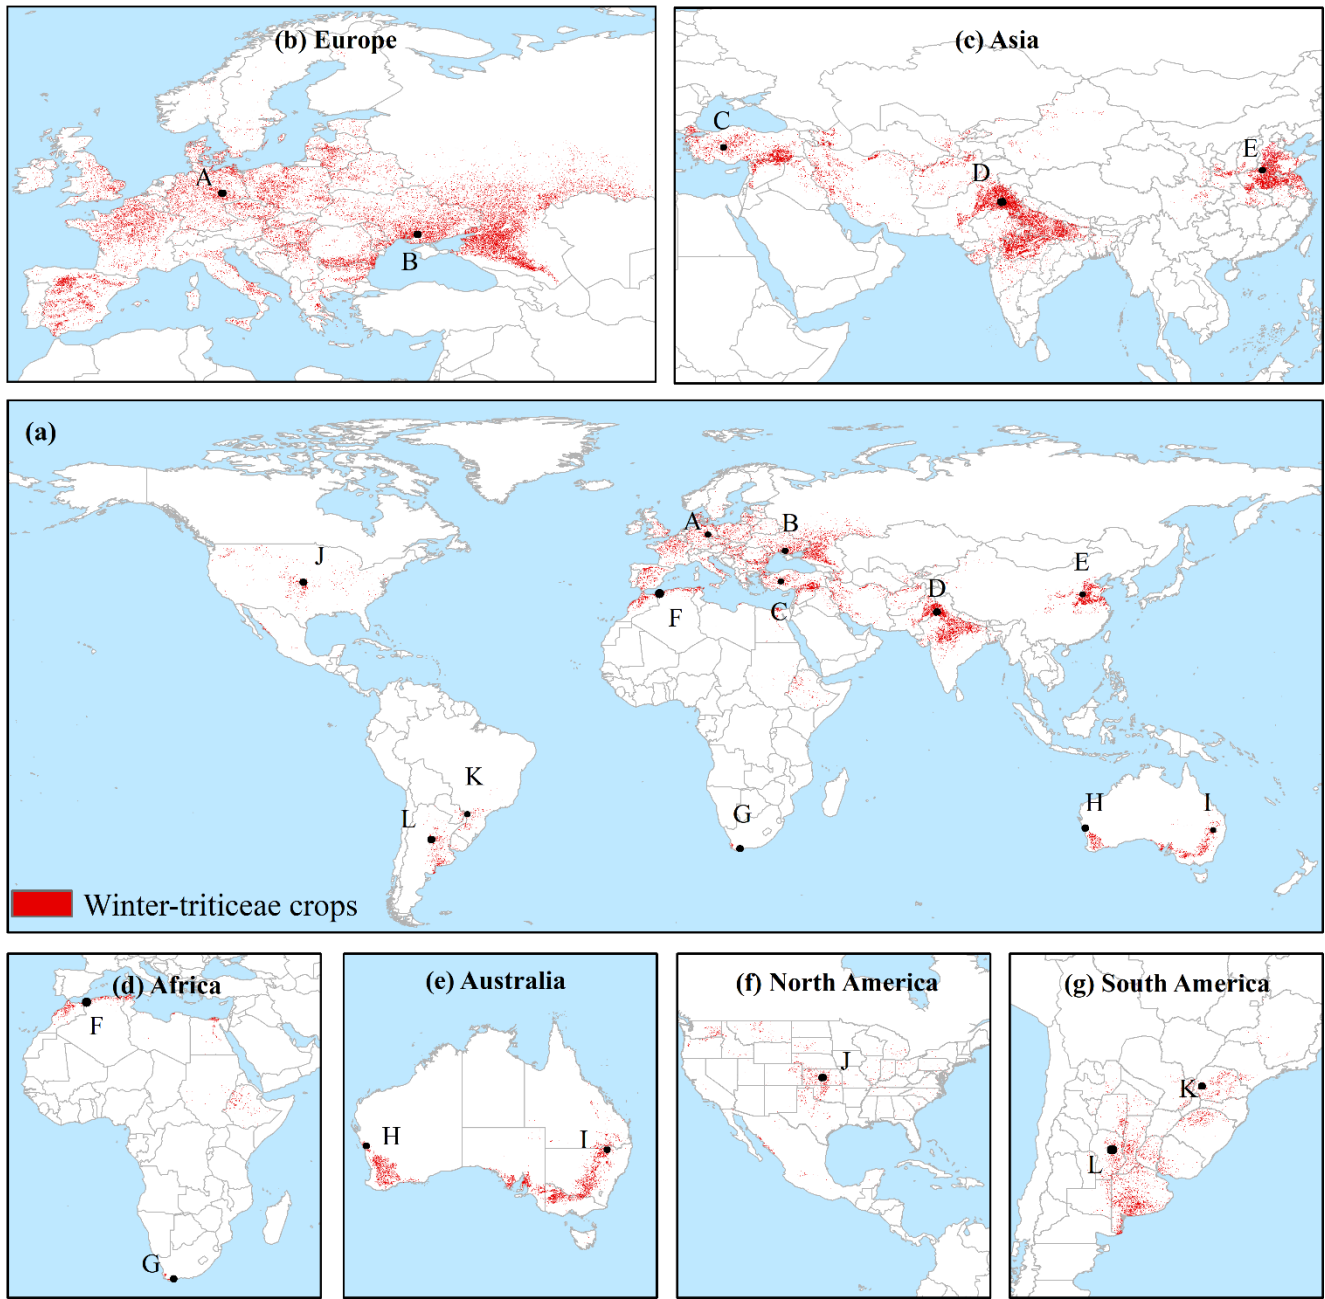 (b) Europe
A
B
(c) Asia
C
D
E
(a)
A
B
C
D
E
F
G
H
I
J
K
L
Winter-triticeae crops
(d) Africa
F
G
(e) Australia
H
I
(f) North America
J
(g) South America
K
L